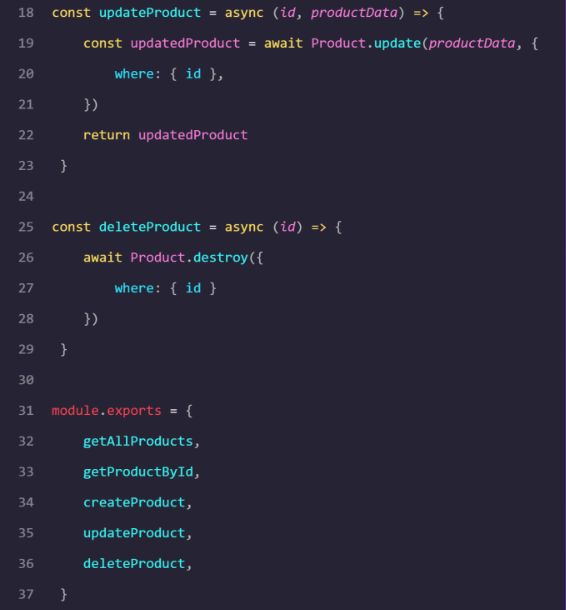 18 const updateProduct = async (id, productData) => {
19     const updatedProduct = await Product.update(productData, {
20         where: { id },
21     })
22     return updatedProduct
23  }
24
25 const deleteProduct = async (id) => {
26     await Product.destroy({
27         where: { id }
28     })
29  }
30
31 module.exports = {
32     getAllProducts,
33     getProductById,
34     createProduct,
35     updateProduct,
36     deleteProduct,
37  }